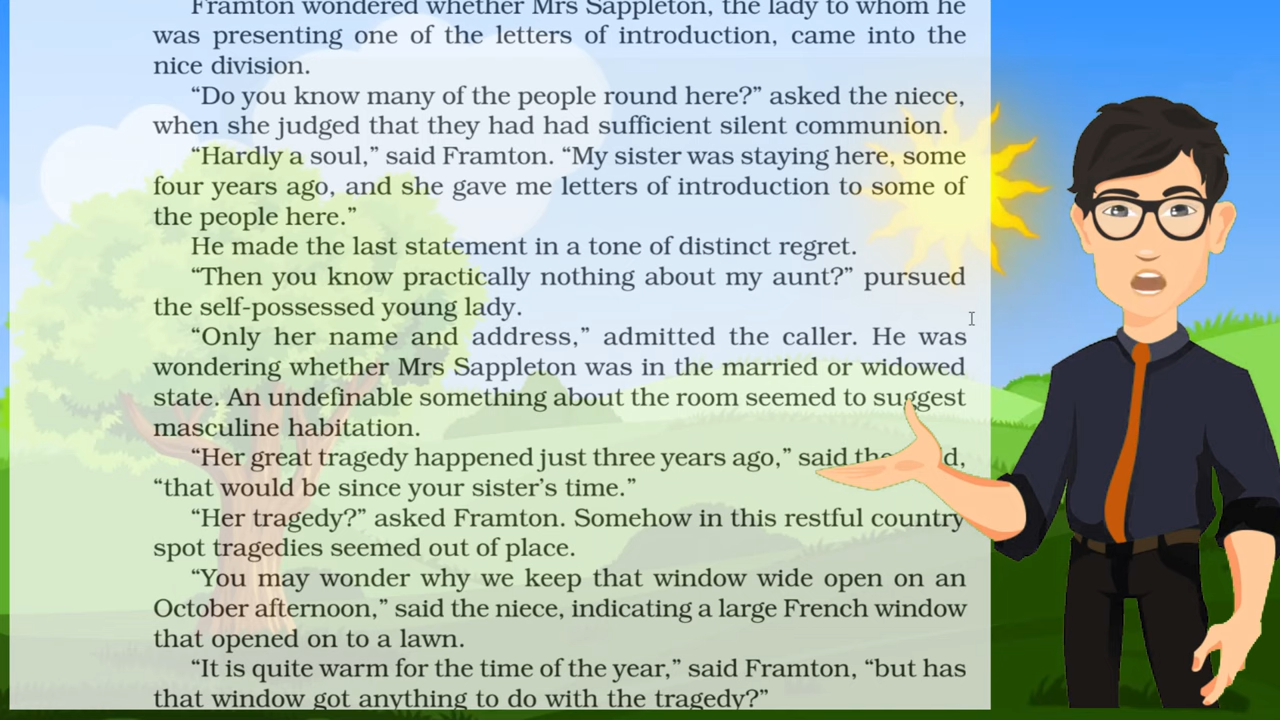 Framton wondered whether Mrs Sappleton, the lady to whom he
was presenting one of the letters of introduction, came into the
nice division.
“Do you know many of the people round here?” asked the niece,
when she judged that they had had sufficient silent communion.
“Hardly a soul,” said Framton. “My sister was staying here, some
four years ago, and she gave me letters of introduction to some of
the people here.”
He made the last statement in a tone of distinct regret.
“Then you know practically nothing about my aunt?” pursued
the self-possessed young lady.
“Only her name and address,” admitted the caller. He was
wondering whether Mrs Sappleton was in the married or widowed
state. An undefinable something about the room seemed to suggest
masculine habitation.
“Her great tragedy happened just three years ago,” said the
“that would be since your sister’s time.”
“Her tragedy?” asked Framton. Somehow in this restful country
spot tragedies seemed out of place.
“You may wonder why we keep that window wide open on an
October afternoon,” said the niece, indicating a large French window
that opened on to a lawn.
“It is quite warm for the time of the year,” said Framton, “but has
that window got anything to do with the tragedy?”